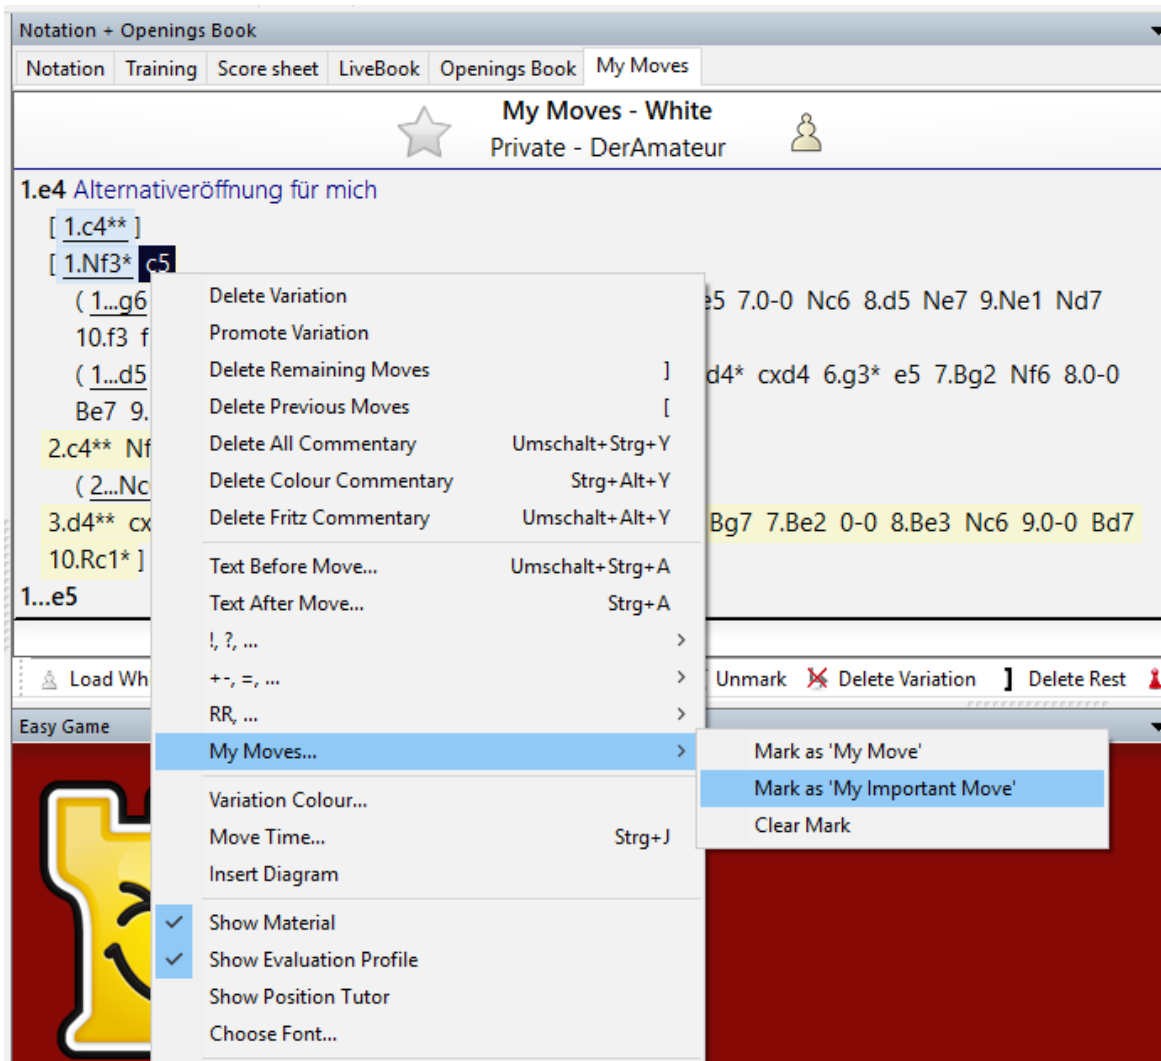 Notation + Openings Book
Notation Training Score sheet LiveBook Openings Book My Moves
My Moves - White
Private - DerAmateur
1.e4 Alternativeröffnung für mich
[ 1.c4** ]
[ 1.Nf3* c5
( 1...g6 e5 7.0-0 Nc6 8.d5 Ne7 9.Ne1 Nd7
10.f3 f
( 1...d5 d4* cxd4 6.g3* e5 7.Bg2 Nf6 8.0-0
Be7 9.
2.c4** Nf
( 2...Nc
3.d4** cx Bg7 7.Be2 0-0 8.Be3 Nc6 9.0-0 Bd7
10.Rc1* ]
1...e5
Delete Variation
Promote Variation
Delete Remaining Moves ]
Delete Previous Moves [
Delete All Commentary Umschalt+Strg+Y
Delete Colour Commentary Strg+Alt+Y
Delete Fritz Commentary Umschalt+Alt+Y
Text Before Move... Umschalt+Strg+A
Text After Move... Strg+A
!, ?, ... >
+-, =, ... >
RR, ... >
My Moves... >
Variation Colour...
Move Time... Strg+J
Insert Diagram
Show Material
Show Evaluation Profile
Show Position Tutor
Choose Font...
Mark as 'My Move'
Mark as 'My Important Move'
Clear Mark
Load Wh Unmark Delete Variation ] Delete Rest
Easy Game